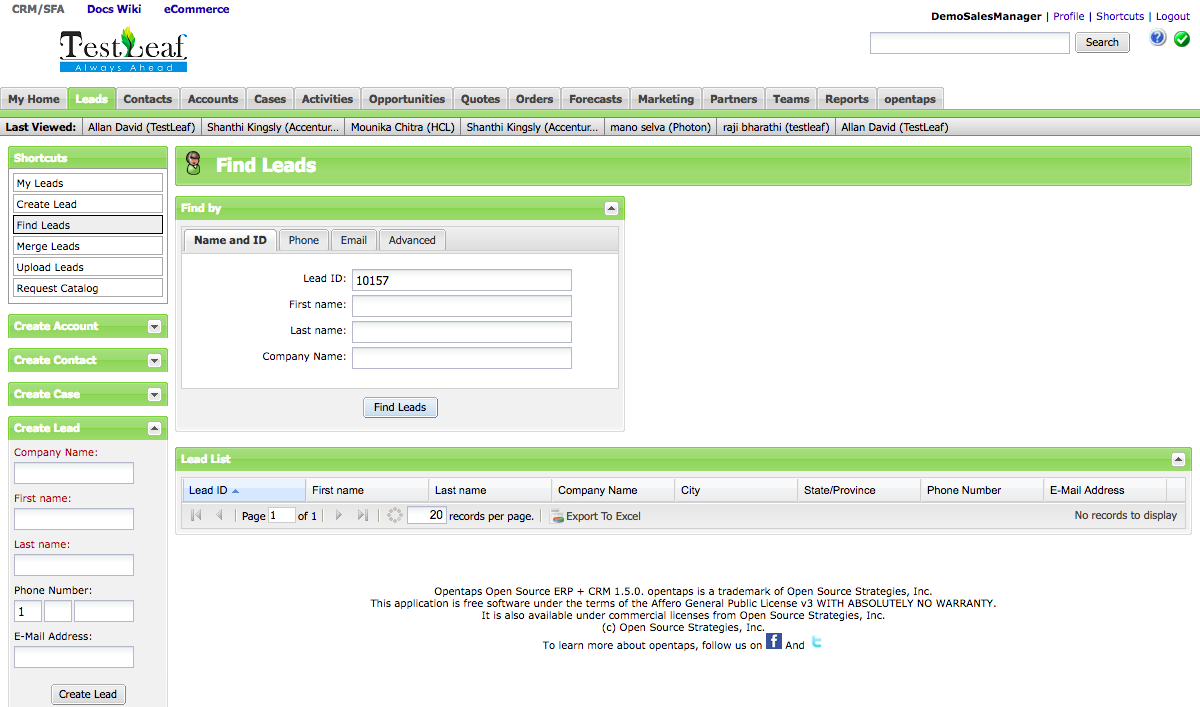 CRM/SFA Docs Wiki eCommerce
DemoSalesManager | Profile | Shortcuts | Logout
TestLeaf
Always Ahead
Search
?
My Home Leads Contacts Accounts Cases Activities Opportunities Quotes Orders Forecasts Marketing Partners Teams Reports opentaps
Last Viewed: Allan David (TestLeaf) Shanthi Kingsly (Accentur... Mounika Chitra (HCL) Shanthi Kingsly (Accentur... mano selva (Photon) raji bharathi (testleaf) Allan David (TestLeaf)
Shortcuts
My Leads
Create Lead
Find Leads
Merge Leads
Upload Leads
Request Catalog
Create Account
Create Contact
Create Case
Create Lead
Company Name:
First name:
Last name:
Phone Number:
1
E-Mail Address:
Create Lead
Find Leads
Find by
Name and ID Phone Email Advanced
Lead ID: 10157
First name:
Last name:
Company Name:
Find Leads
Lead List
Lead ID First name Last name Company Name City State/Province Phone Number E-Mail Address
Page 1 of 1 20 records per page. Export To Excel No records to display
Opentaps Open Source ERP + CRM 1.5.0. opentaps is a trademark of Open Source Strategies, Inc.
This application is free software under the terms of the Affero General Public License v3 WITH ABSOLUTELY NO WARRANTY.
It is also available under commercial licenses from Open Source Strategies, Inc.
(c) Open Source Strategies, Inc.
To learn more about opentaps, follow us on f And t